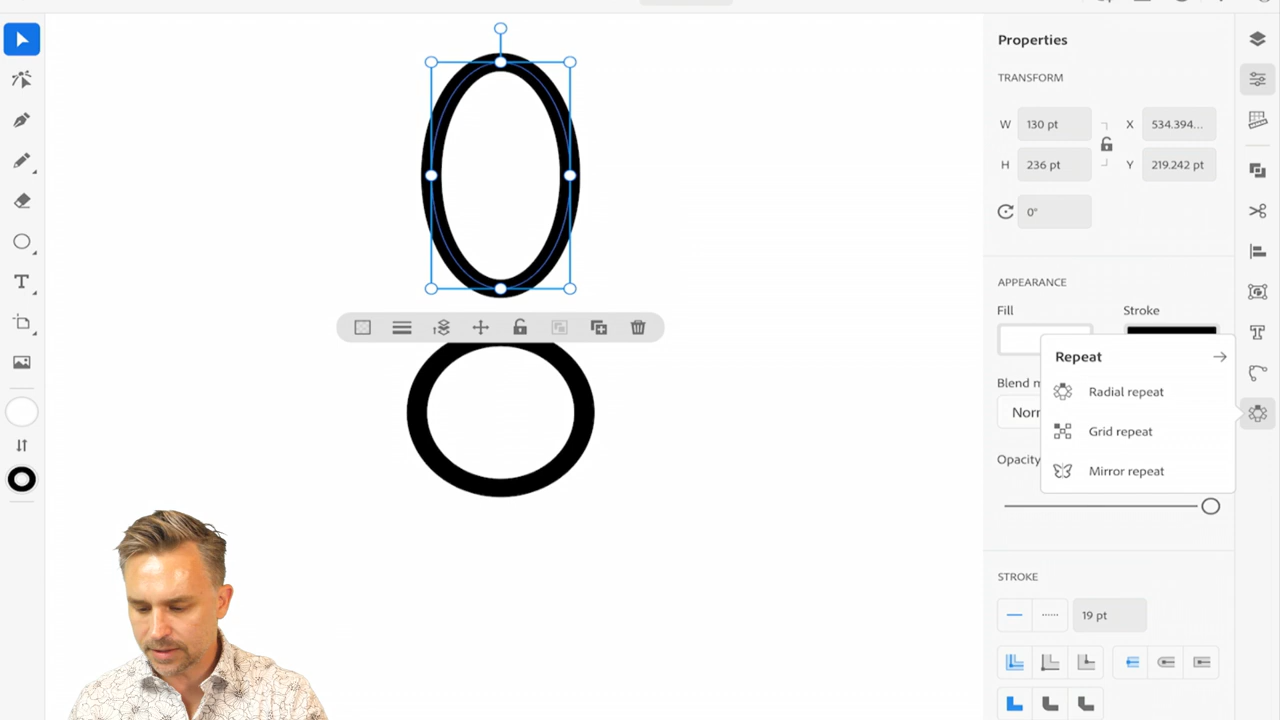 Properties
TRANSFORM
W 130 pt X 534.394...
H 236 pt Y 219.242 pt
0°
APPEARANCE
Fill Stroke
Repeat
Radial repeat
Blend m
Norr
Grid repeat
Opacity
Mirror repeat
STROKE
19 pt